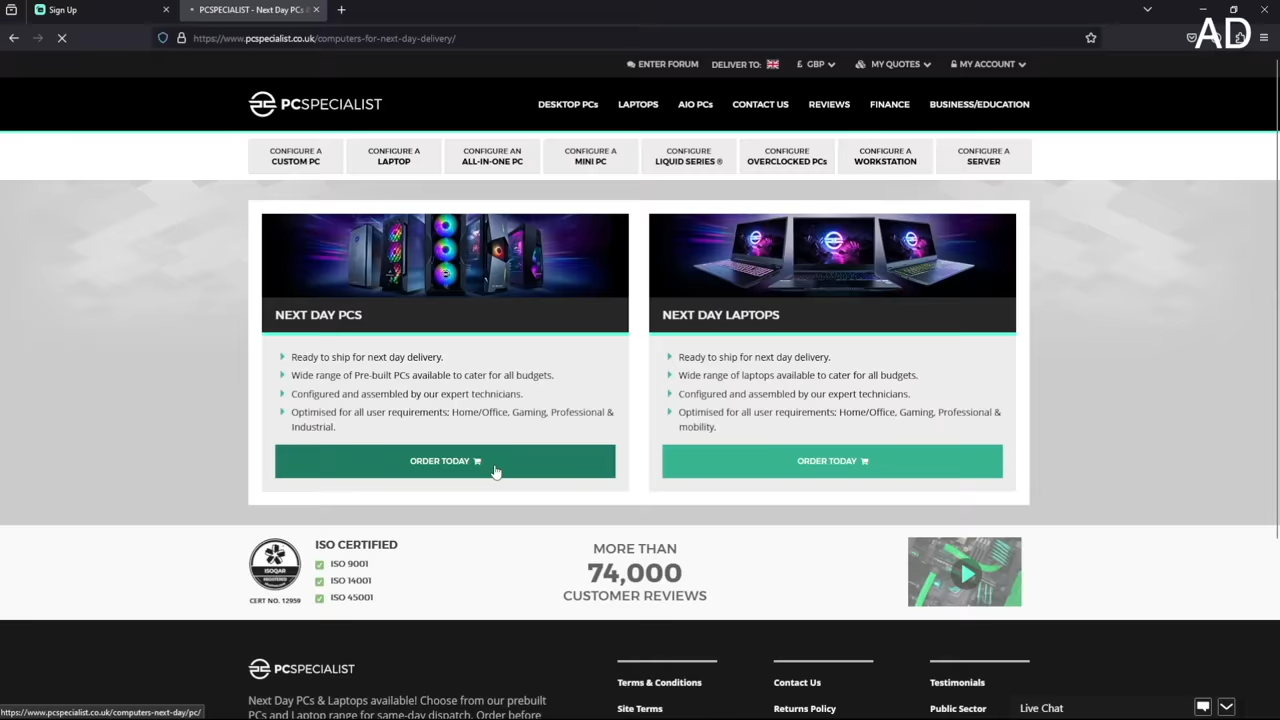 Sign Up
PCSPECIALIST - Next Day PCs &
AD
https://www.pcspecialist.co.uk/computers-for-next-day-delivery/
ENTER FORUM DELIVER TO: £ GBP MY QUOTES MY ACCOUNT
PCSPECIALIST
DESKTOP PCs LAPTOPS AIO PCs CONTACT US REVIEWS FINANCE BUSINESS/EDUCATION
CONFIGURE A
CUSTOM PC
CONFIGURE A
LAPTOP
CONFIGURE AN
ALL-IN-ONE PC
CONFIGURE A
MINI PC
CONFIGURE
LIQUID SERIES ®
CONFIGURE
OVERCLOCKED PCs
CONFIGURE A
WORKSTATION
CONFIGURE A
SERVER
NEXT DAY PCS
Ready to ship for next day delivery.
Wide range of Pre-built PCs available to cater for all budgets.
Configured and assembled by our expert technicians.
Optimised for all user requirements: Home/Office, Gaming, Professional &
Industrial.
ORDER TODAY
NEXT DAY LAPTOPS
Ready to ship for next day delivery.
Wide range of laptops available to cater for all budgets.
Configured and assembled by our expert technicians.
Optimised for all user requirements: Home/Office, Gaming, Professional &
mobility.
ORDER TODAY
ISOQAR
REGISTERED
CERT NO. 12959
ISO CERTIFIED
ISO 9001
ISO 14001
ISO 45001
MORE THAN
74,000
CUSTOMER REVIEWS
PCSPECIALIST
Next Day PCs & Laptops available! Choose from our prebuilt
PCs and Laptop range for same-day dispatch. Order before
Terms & Conditions
Site Terms
Contact Us
Returns Policy
Testimonials
Public Sector
Live Chat
https://www.pcspecialist.co.uk/computers-next-day/pc/